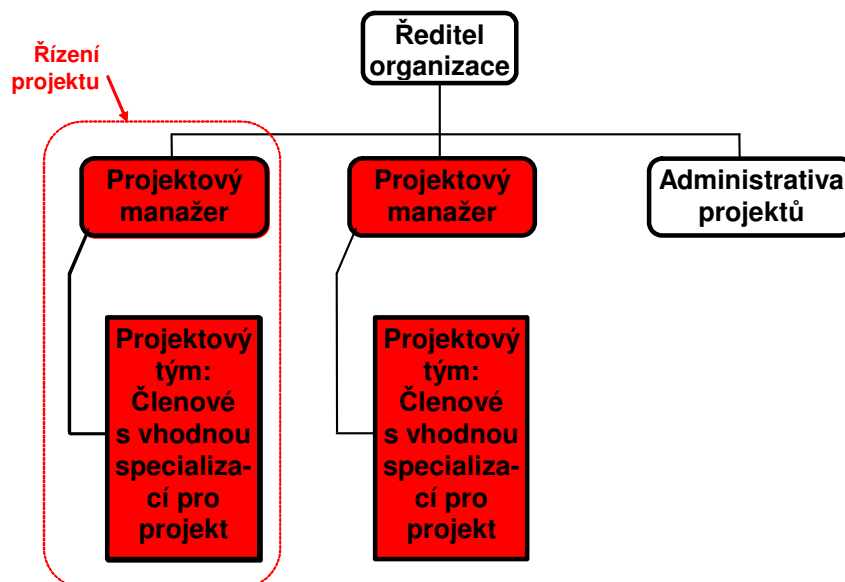 Ředitel
organizace
Řízení
projektu
Projektový
manažer
Projektový
manažer
Administrativa
projektů
Projektový
tým:
Členové
s vhodnou
specializa-
cí pro
projekt
Projektový
tým:
Členové
s vhodnou
specializa-
cí pro
projekt